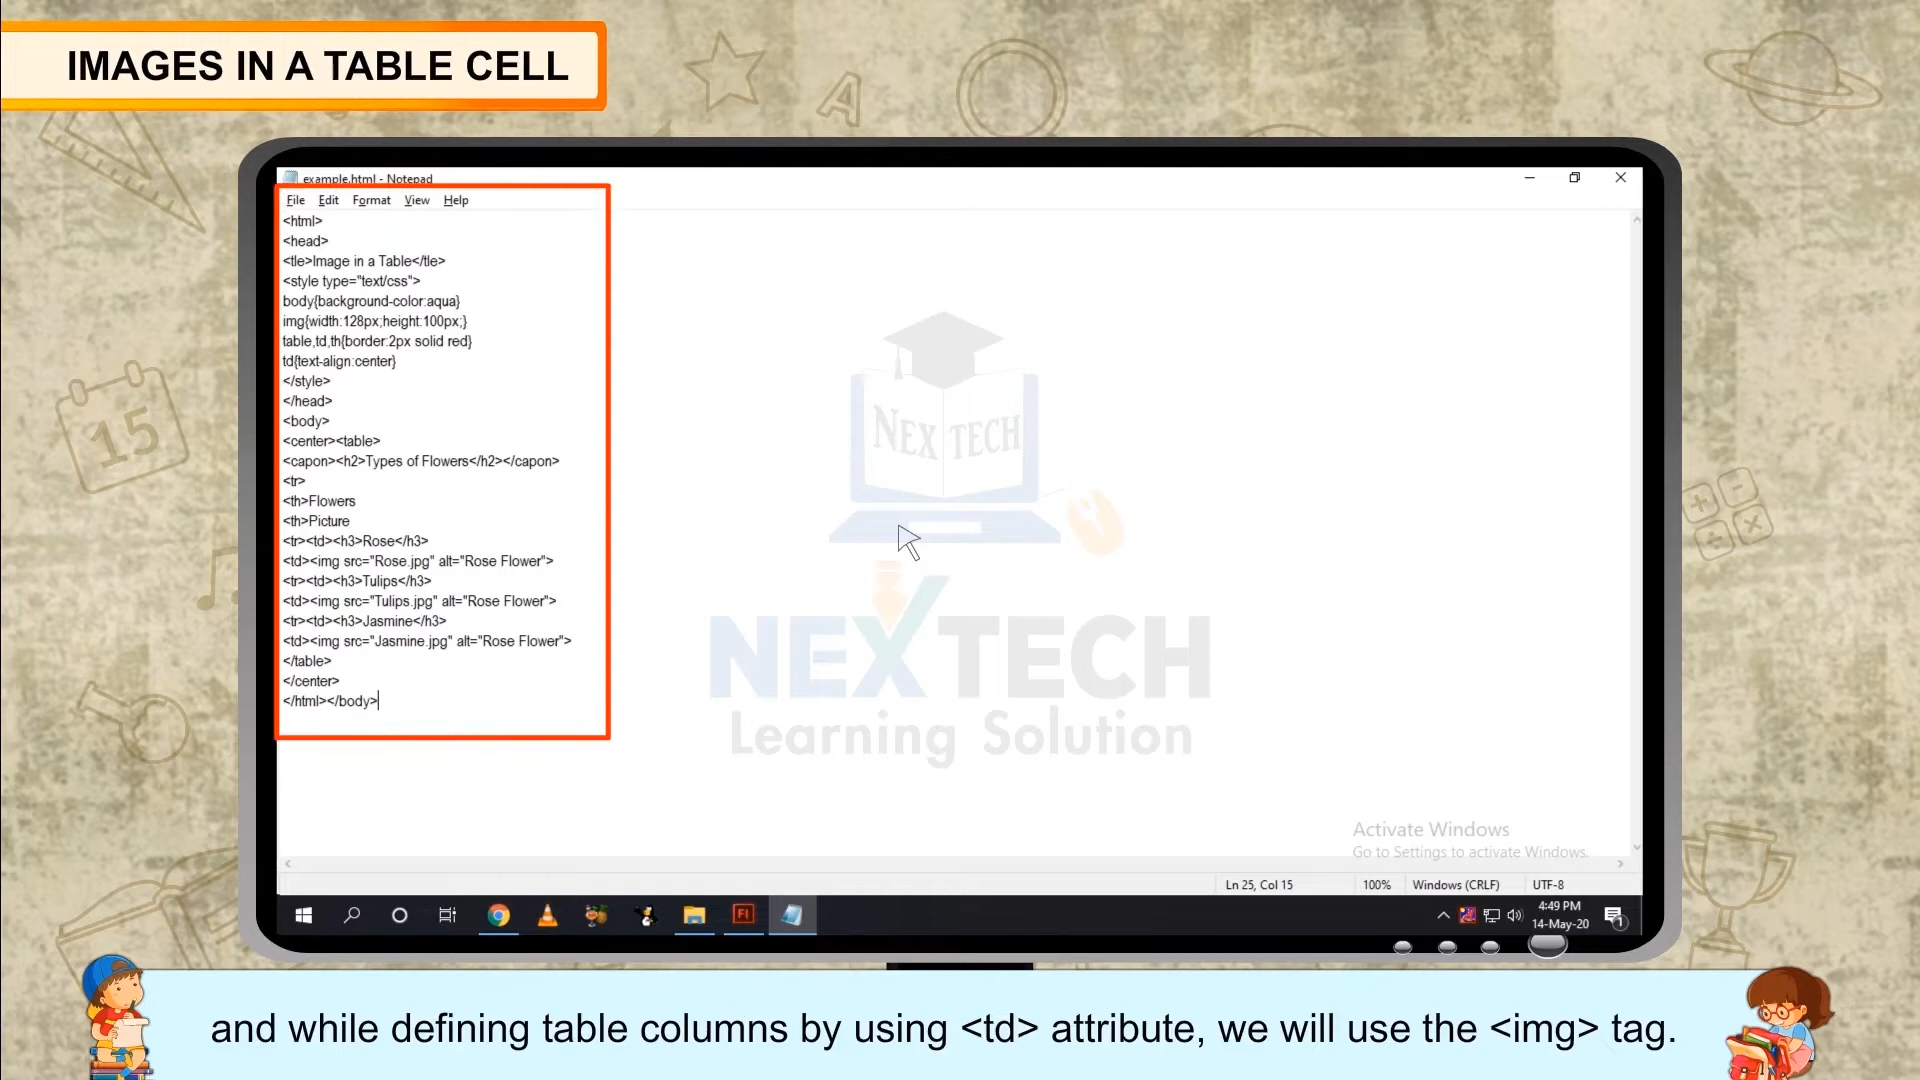 IMAGES IN A TABLE CELL
example.html - Notepad
File Edit Format View Help
<html>
<head>
<tle>Image in a Table</tle>
<style type="text/css">
body{background-color:aqua}
img{width:128px;height:100px;}
table,td,th{border:2px solid red}
td{text-align:center}
</style>
</head>
<body>
<center><table>
<capon><h2>Types of Flowers</h2></capon>
<tr>
<th>Flowers
<th>Picture
<tr><td><h3>Rose</h3>
<td><img src="Rose.jpg" alt="Rose Flower">
<tr><td><h3>Tulips</h3>
<td><img src="Tulips.jpg" alt="Rose Flower">
<tr><td><h3>Jasmine</h3>
<td><img src="Jasmine.jpg" alt="Rose Flower">
</table>
</center>
</html></body>
NEX TECH
NEXTECH
Learning Solution
Activate Windows
Go to Settings to activate Windows.
Ln 25, Col 15 100% Windows (CRLF) UTF-8
Fl
4:49 PM
14-May-20
1
A
15
and while defining table columns by using <td> attribute, we will use the <img> tag.